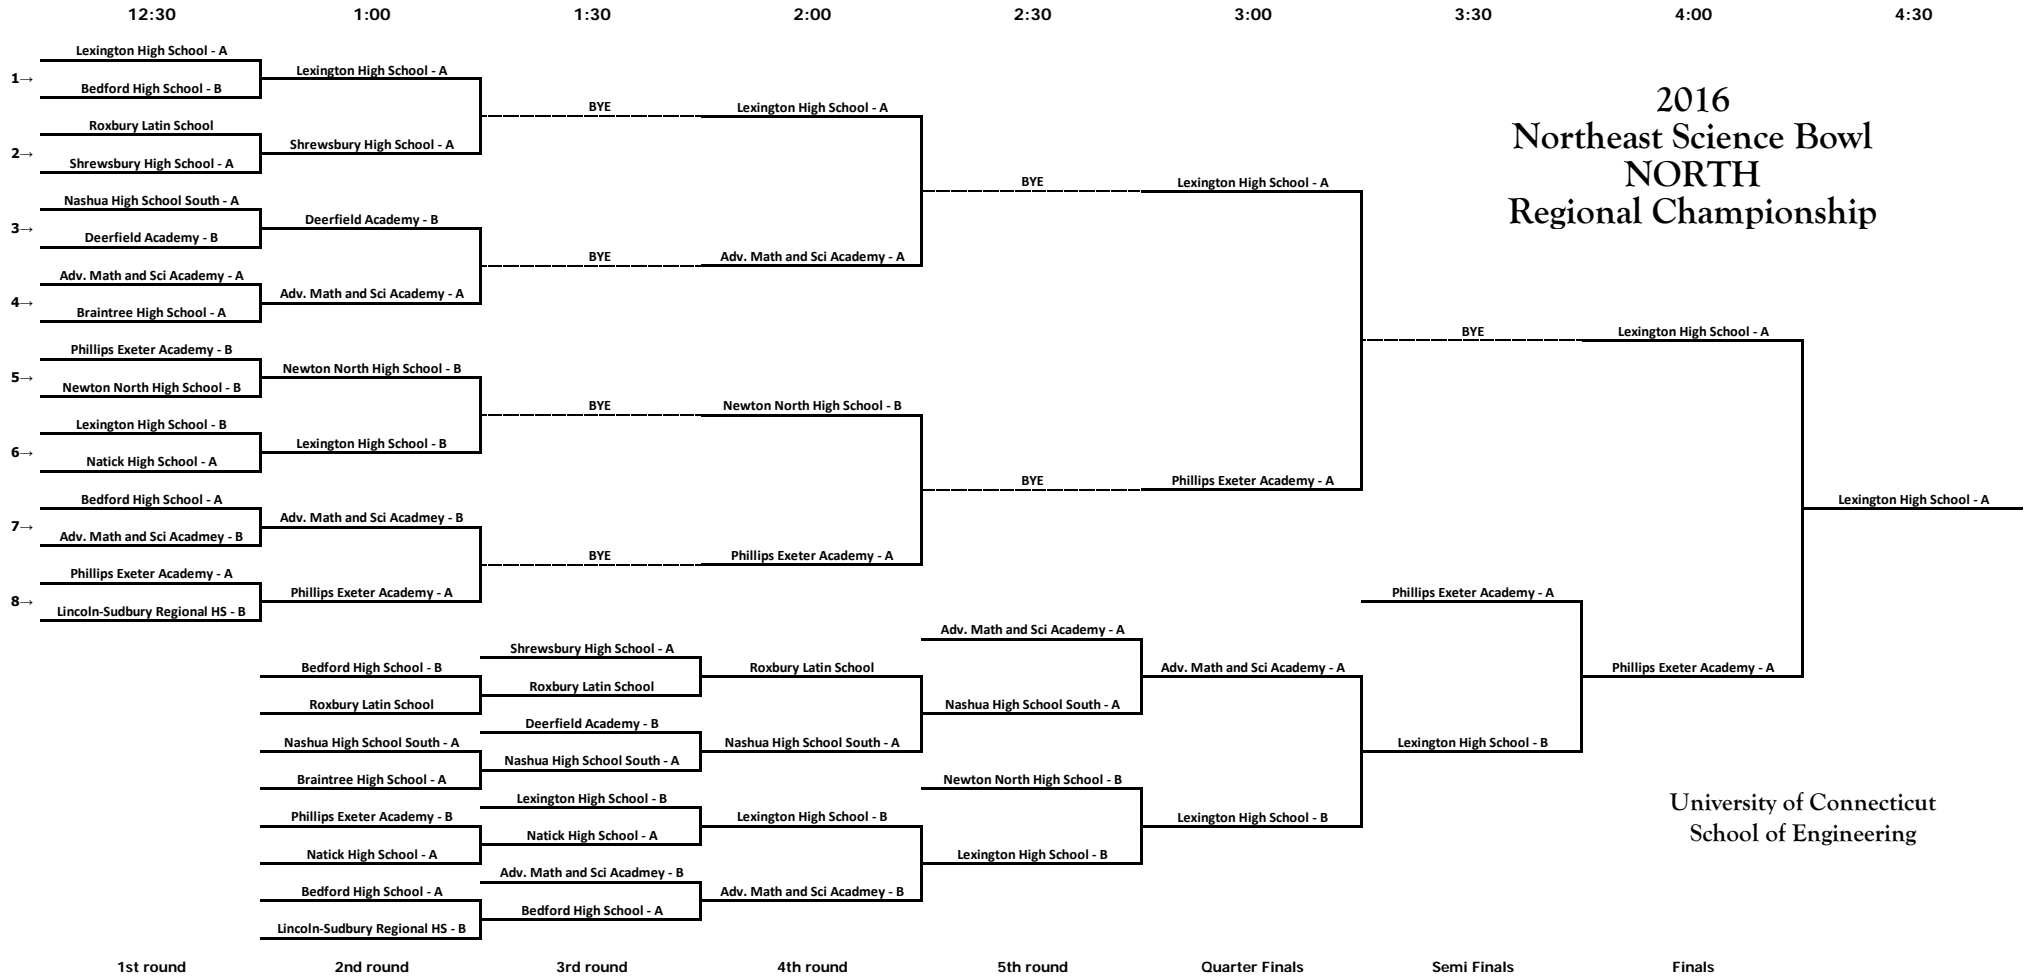 12:30
1:00
1:30
2:00
2:30
3:00
3:30
4:00
4:30
2016
Northeast Science Bowl
NORTH
Regional Championship
Lexington High School - A
1→
Bedford High School - B
Roxbury Latin School
2→
Shrewsbury High School - A
Nashua High School South - A
3→
Deerfield Academy - B
Adv. Math and Sci Academy - A
4→
Braintree High School - A
Phillips Exeter Academy - B
5→
Newton North High School - B
Lexington High School - B
6→
Natick High School - A
Bedford High School - A
7→
Adv. Math and Sci Acadmey - B
Phillips Exeter Academy - A
8→
Lincoln-Sudbury Regional HS - B
Lexington High School - A
Shrewsbury High School - A
Deerfield Academy - B
Adv. Math and Sci Academy - A
Newton North High School - B
Lexington High School - B
Adv. Math and Sci Acadmey - B
Phillips Exeter Academy - A
Bedford High School - B
Roxbury Latin School
Nashua High School South - A
Braintree High School - A
Phillips Exeter Academy - B
Natick High School - A
Bedford High School - A
Lincoln-Sudbury Regional HS - B
BYE
BYE
BYE
BYE
Shrewsbury High School - A
Roxbury Latin School
Deerfield Academy - B
Nashua High School South - A
Lexington High School - B
Natick High School - A
Adv. Math and Sci Acadmey - B
Bedford High School - A
Lexington High School - A
Adv. Math and Sci Academy - A
Newton North High School - B
Phillips Exeter Academy - A
Roxbury Latin School
Nashua High School South - A
Lexington High School - B
Adv. Math and Sci Acadmey - B
BYE
BYE
Adv. Math and Sci Academy - A
Nashua High School South - A
Newton North High School - B
Lexington High School - B
Lexington High School - A
Phillips Exeter Academy - A
Adv. Math and Sci Academy - A
Lexington High School - B
BYE
Phillips Exeter Academy - A
Lexington High School - B
Lexington High School - A
Phillips Exeter Academy - A
Lexington High School - A
University of Connecticut
School of Engineering
1st round
2nd round
3rd round
4th round
5th round
Quarter Finals
Semi Finals
Finals